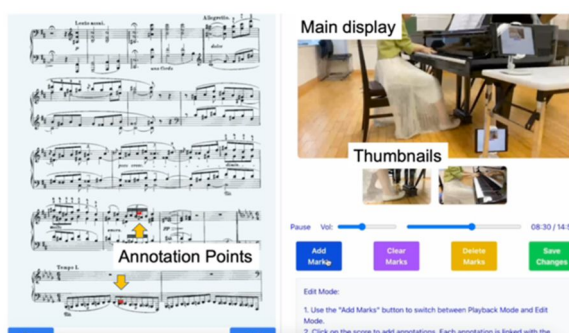 Lento assai.
Allegretto.
p
dolce
una corda
poco cresc.
Annotation Points
Tempo I.
Main display
Thumbnails
Pause Vol: 08:30 / 14:5
Add Marks
Clear Marks
Delete Marks
Save Changes
Edit Mode:
1. Use the "Add Marks" button to switch between Playback Mode and Edit
Mode.
2. Click on the score to add annotations. Each annotation is linked with the